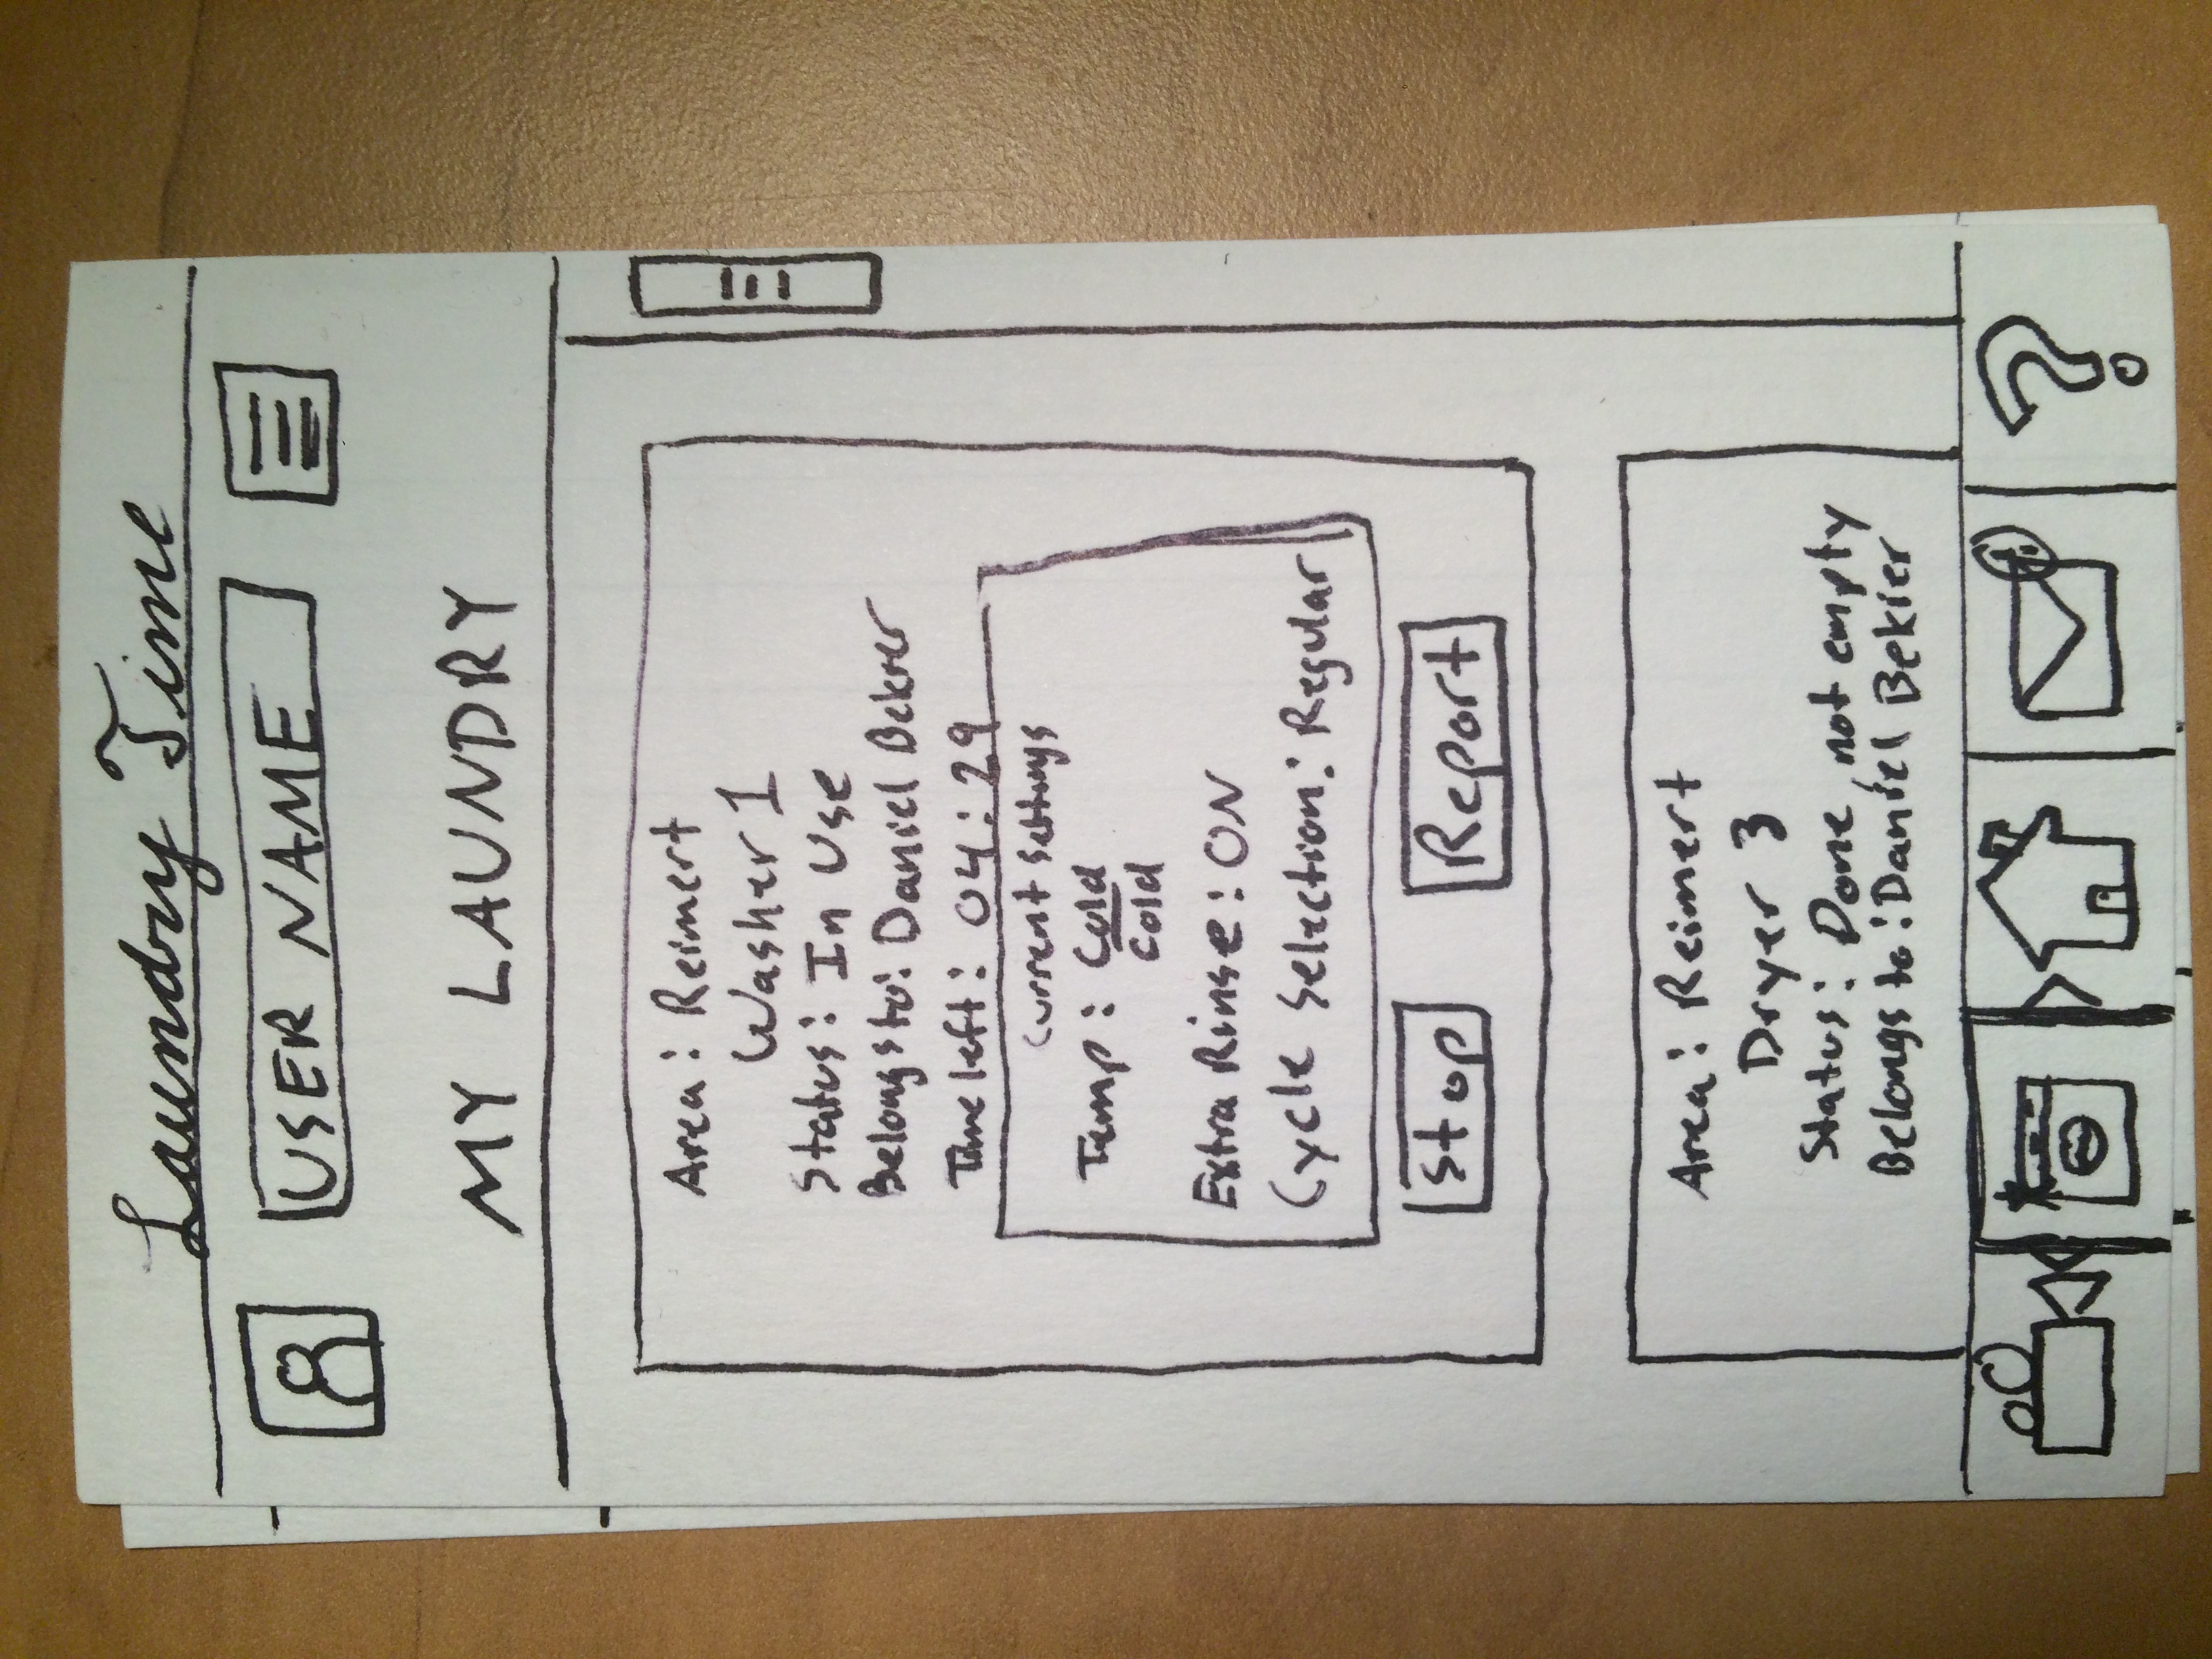 Laundry Time
USER NAME
MY LAUNDRY
Area: Reimert
Washer 1
Status: In Use
Belongs to: Daniel Bekier
Time left: 04:29
Current Settings
Temp: Cold
Cold
Extra Rinse: ON
Cycle Selection: Regular
Stop Report
Area: Reimert
Dryer 3
Status: Done, not empty
Belongs to: Daniel Bekier
!
?